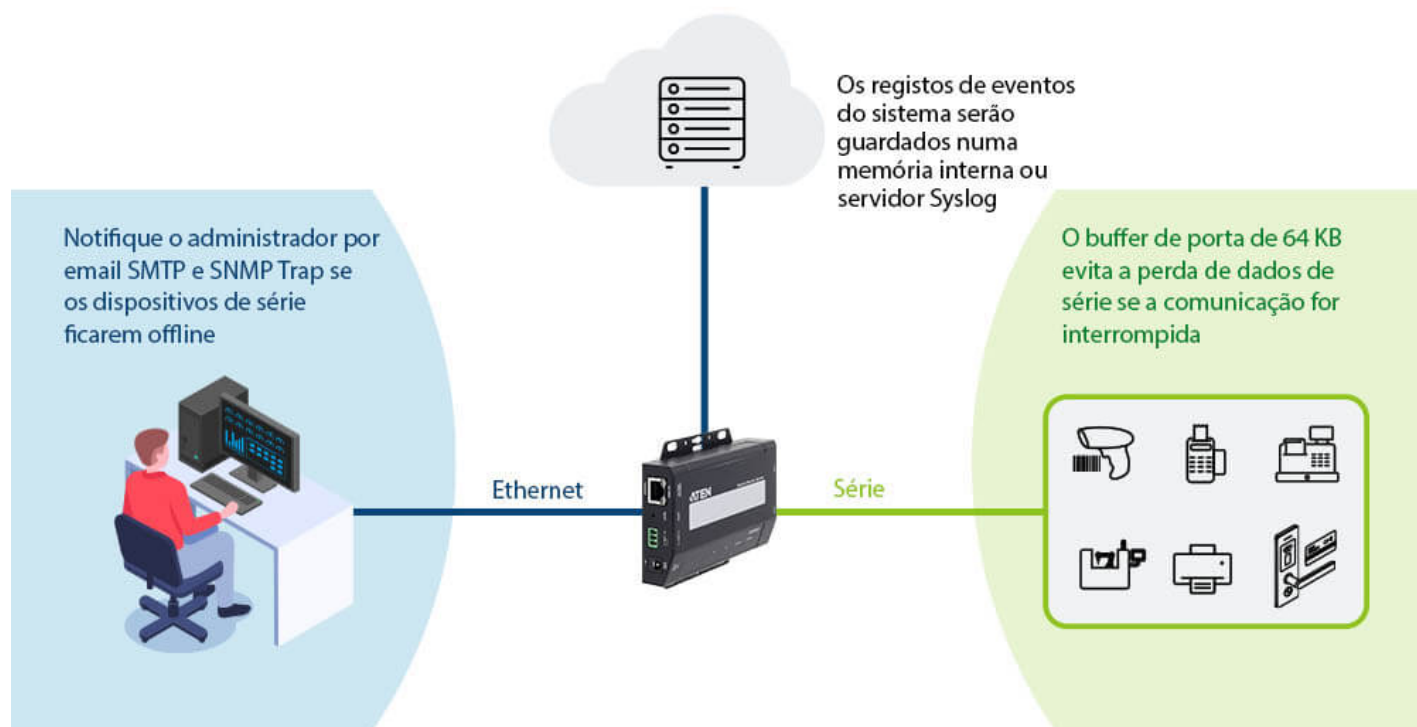 Os registos de eventos
do sistema serão
guardados numa
memória interna ou
servidor Syslog
Notifique o administrador por
email SMTP e SNMP Trap se
os dispositivos de série
ficarem offline
O buffer de porta de 64 KB
evita a perda de dados de
série se a comunicação for
interrompida
Ethernet
ATEN
Série